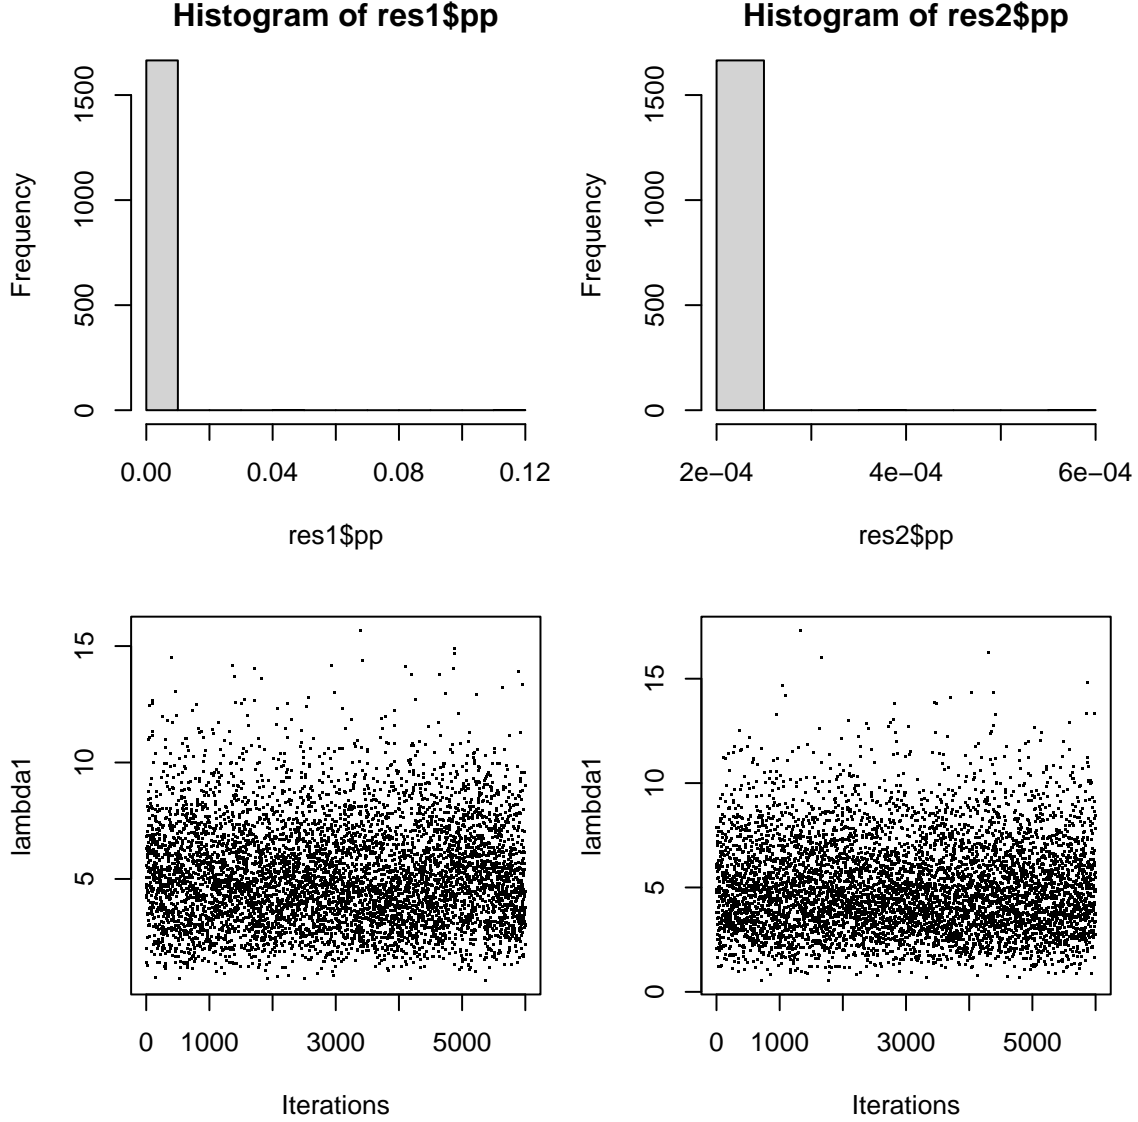 Histogram of res1$pp
Frequency
0
500
1000
1500
0.00 0.04 0.08 0.12
res1$pp
Histogram of res2$pp
Frequency
0
500
1000
1500
2e−04 4e−04 6e−04
res2$pp
lambda1
5
10
15
0 1000 3000 5000
Iterations
lambda1
0
5
10
15
0 1000 3000 5000
Iterations